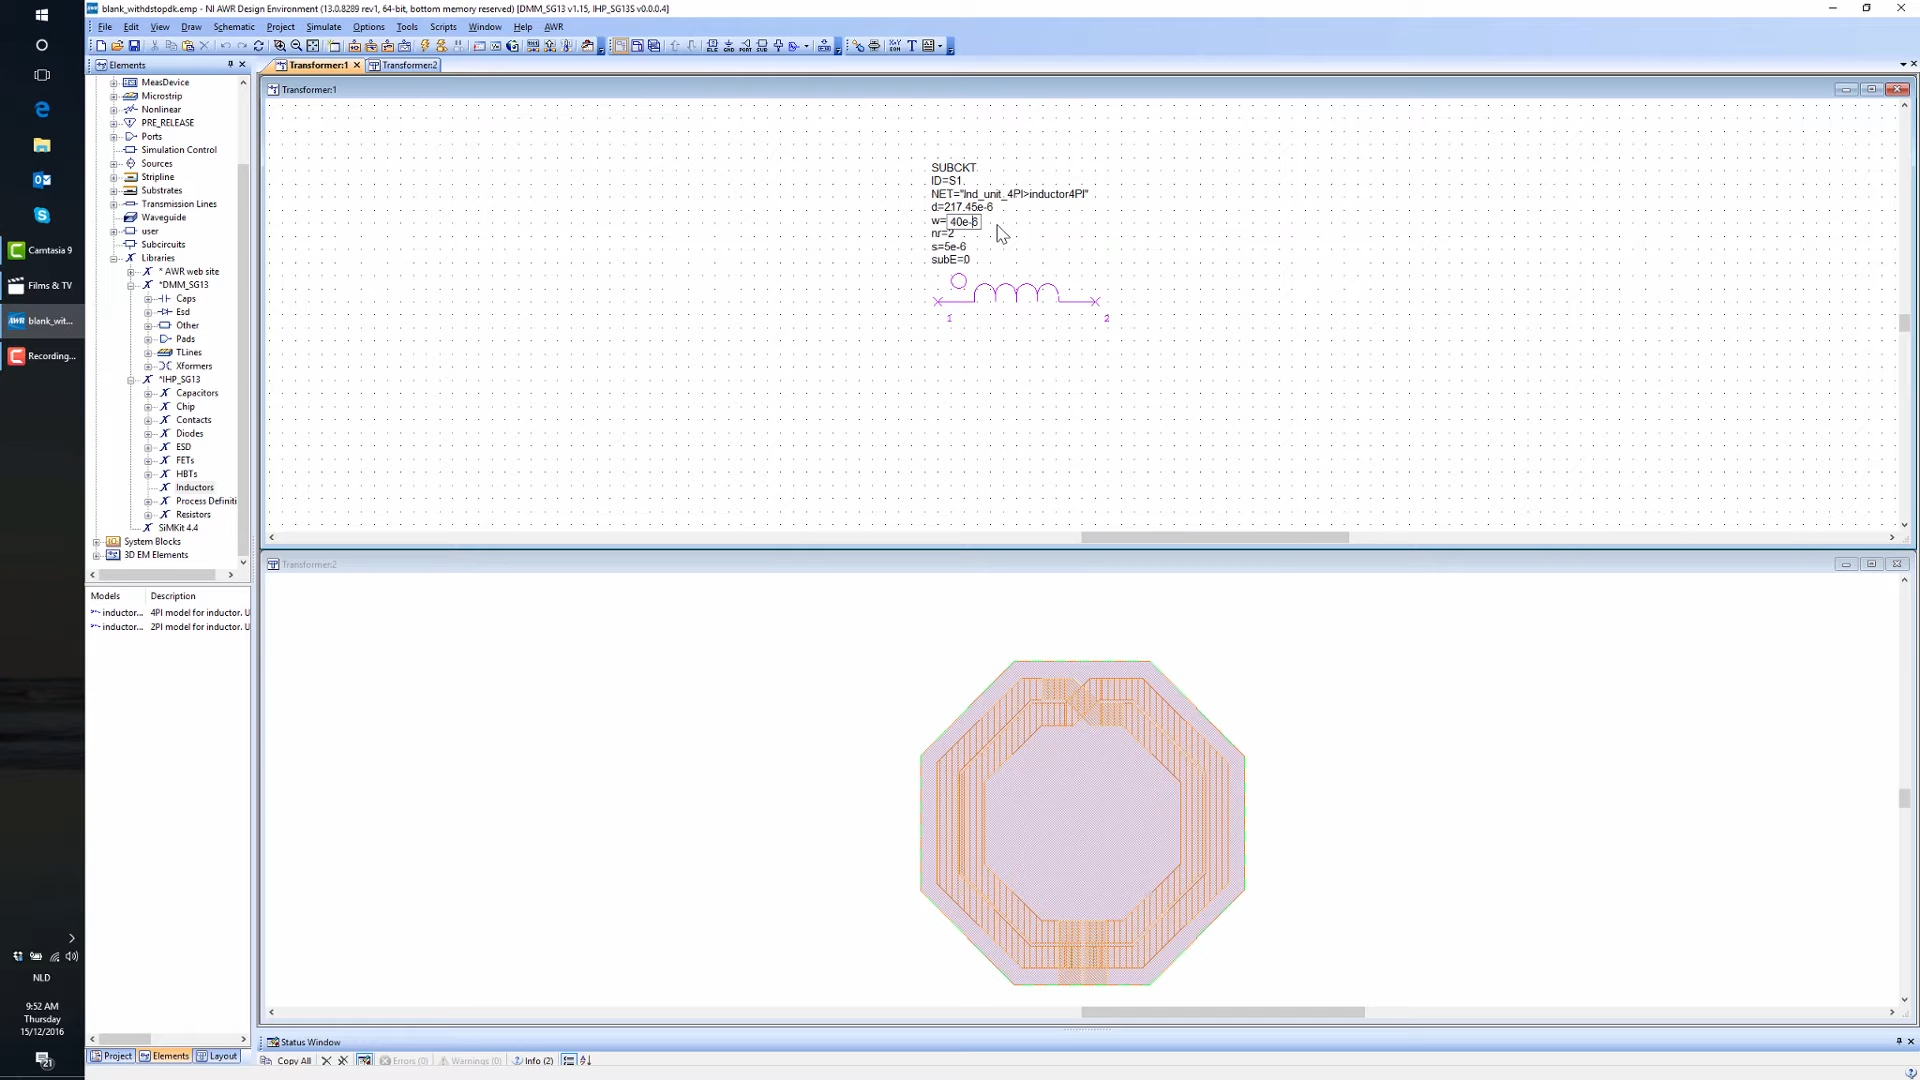 blank_withdstopdk.emp - NI AWR Design Environment (13.0.8289 rev1, 64-bit, bottom memory reserved) [DMM_SG13 v1.15, IHP_SG13S v0.0.0.4]
File Edit View Draw Schematic Project Simulate Options Tools Scripts Window Help AWR
Elements
Transformer:1
Transformer:2
MeasDevice
Microstrip
Nonlinear
PRE_RELEASE
Ports
Simulation Control
Sources
Stripline
Substrates
Transmission Lines
Waveguide
user
Subcircuits
Libraries
* AWR web site
*DMM_SG13
Caps
Esd
Other
Pads
TLines
Xformers
*IHP_SG13
Capacitors
Chip
Contacts
Diodes
ESD
FETs
HBTs
Inductors
Process Definiti
Resistors
SiMKit 4.4
System Blocks
3D EM Elements
Models Description
inductor... 4PI model for inductor. U
inductor... 2PI model for inductor. U
Project Elements Layout
Camtasia 9
Films & TV
blank_wit...
Recording...
NLD
9:52 AM
Thursday
15/12/2016
21
Transformer:1
SUBCKT
ID=S1
NET="Ind_unit_4PI>inductor4PI"
d=217.45e-6
w= 40e-6
nr=2
s=5e-6
subE=0
1 2
Transformer:2
Status Window
Copy All Errors (0) Warnings (0) Info (2)